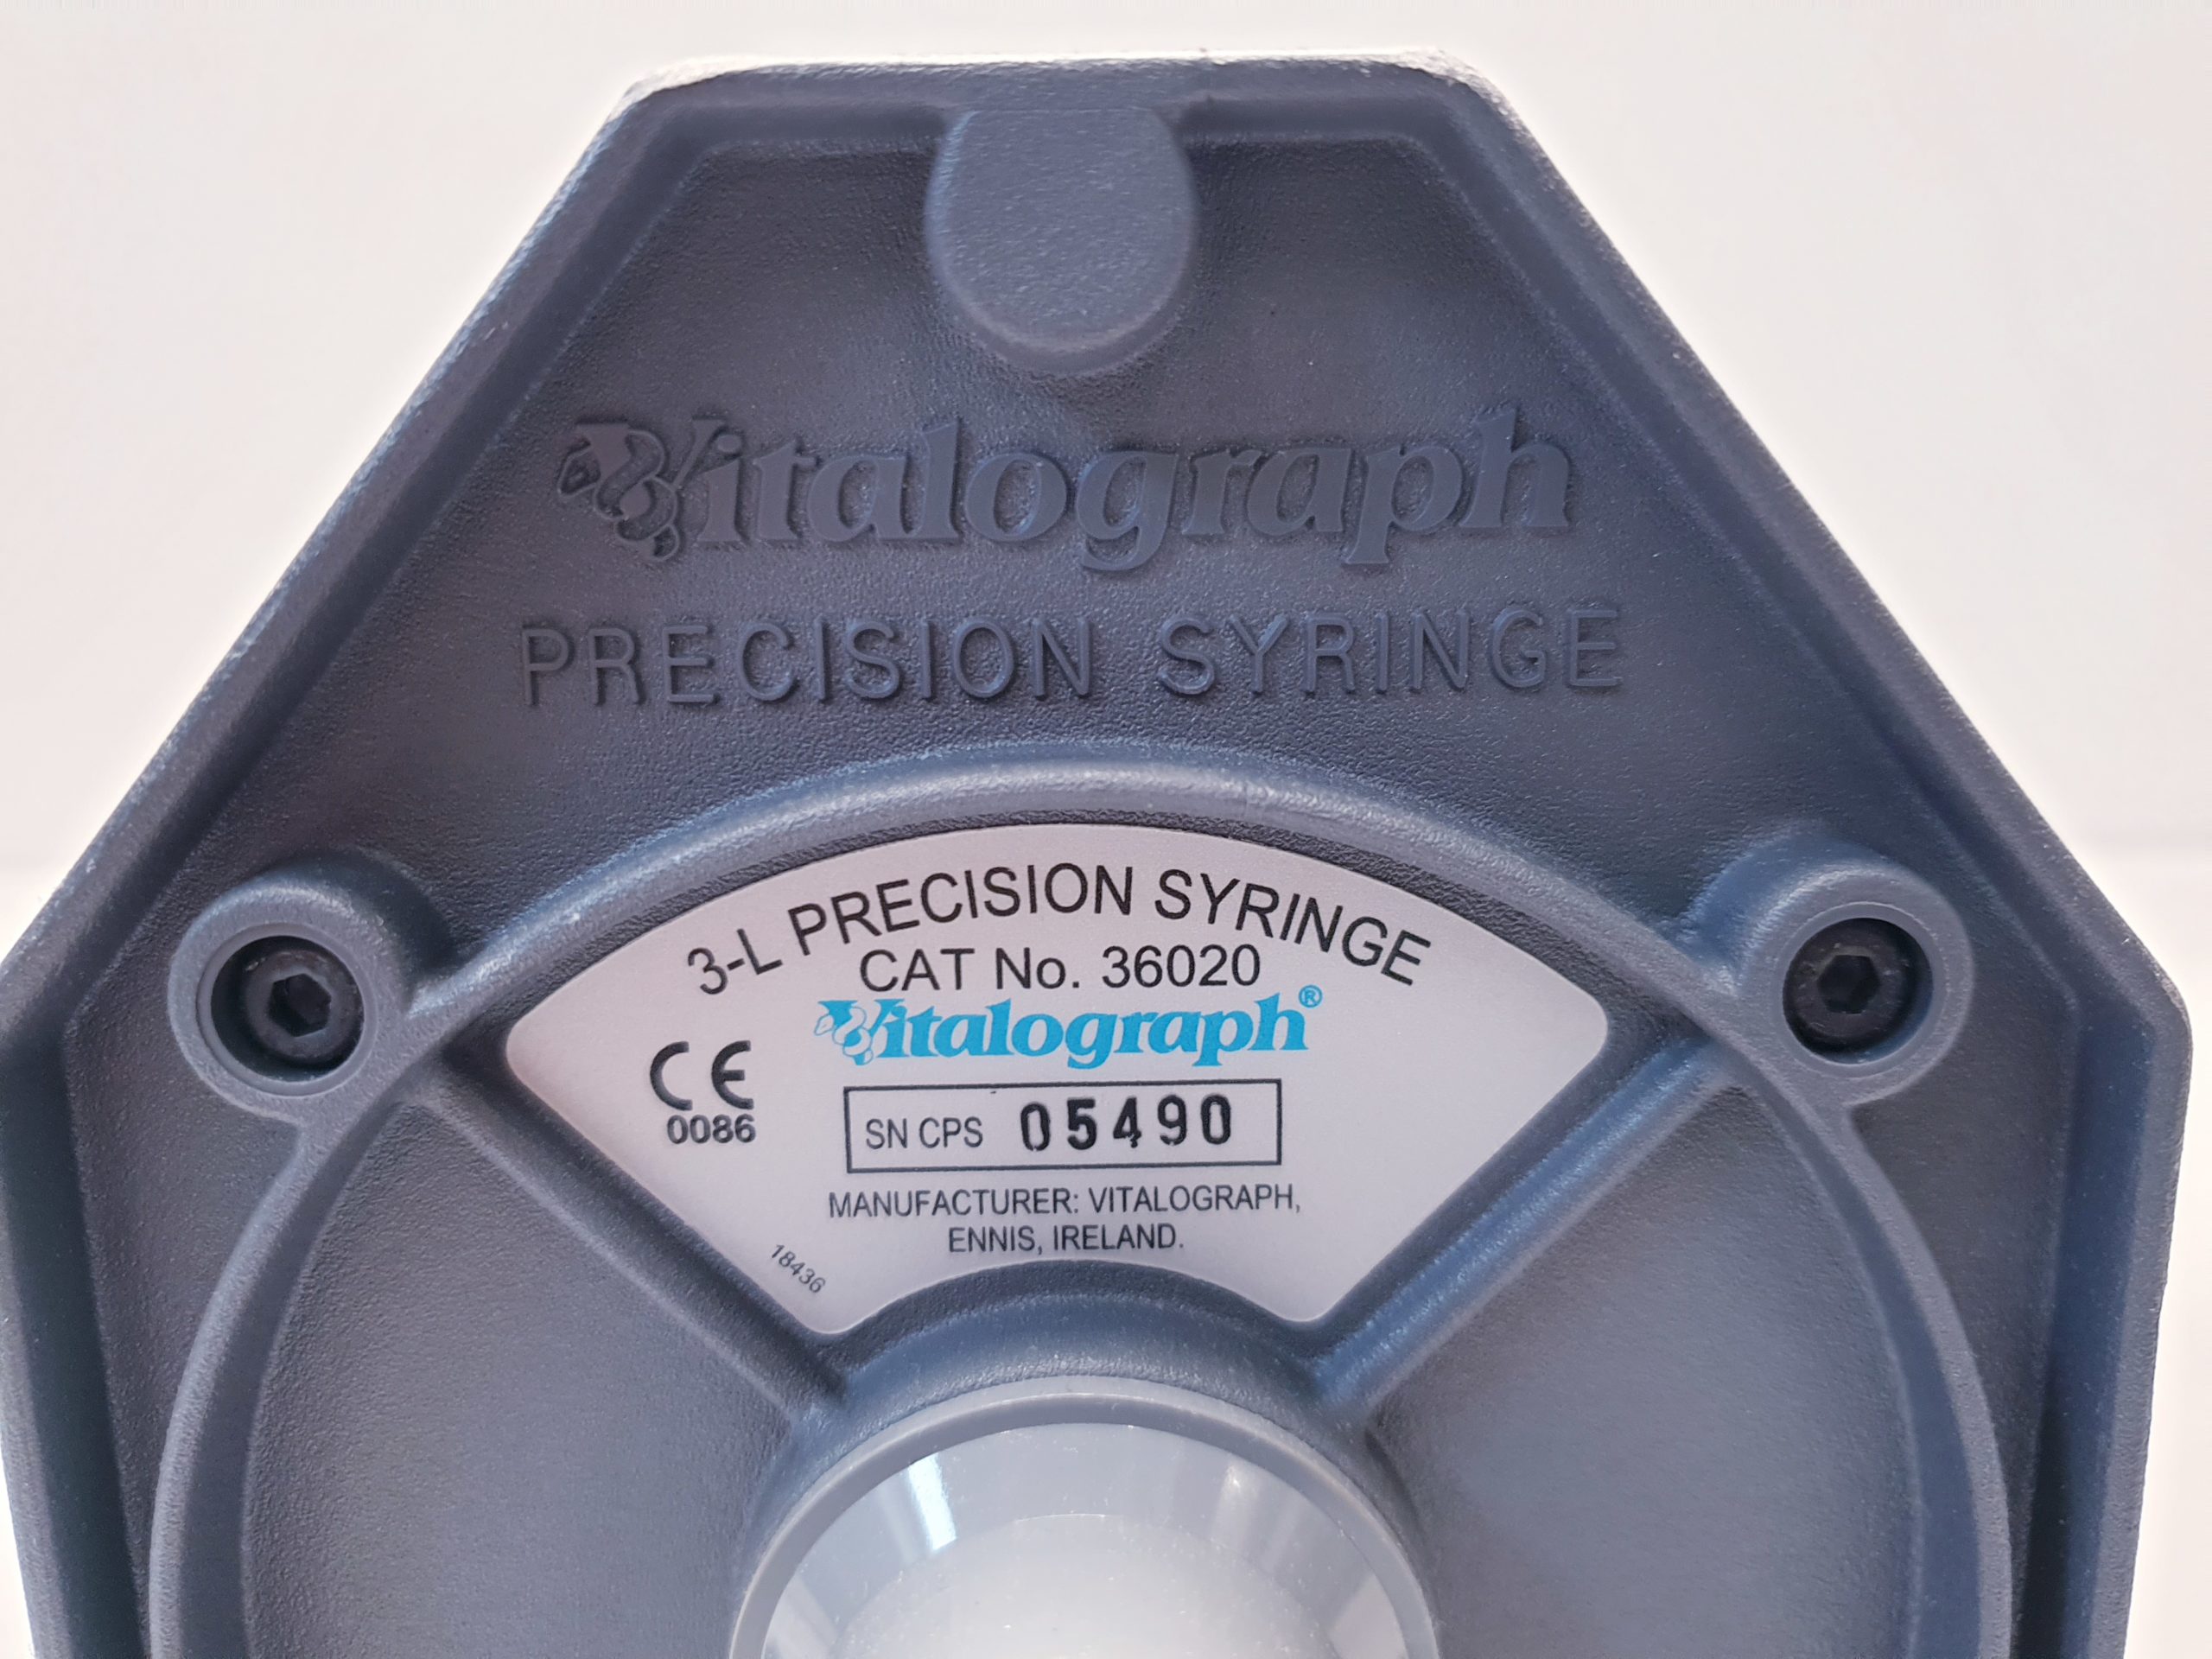 Vitalograph
PRECISION SYRINGE
3-L PRECISION SYRINGE
CAT No. 36020
Vitalograph®
CE
0086
SN CPS 05490
MANUFACTURER: VITALOGRAPH,
ENNIS, IRELAND.
18436